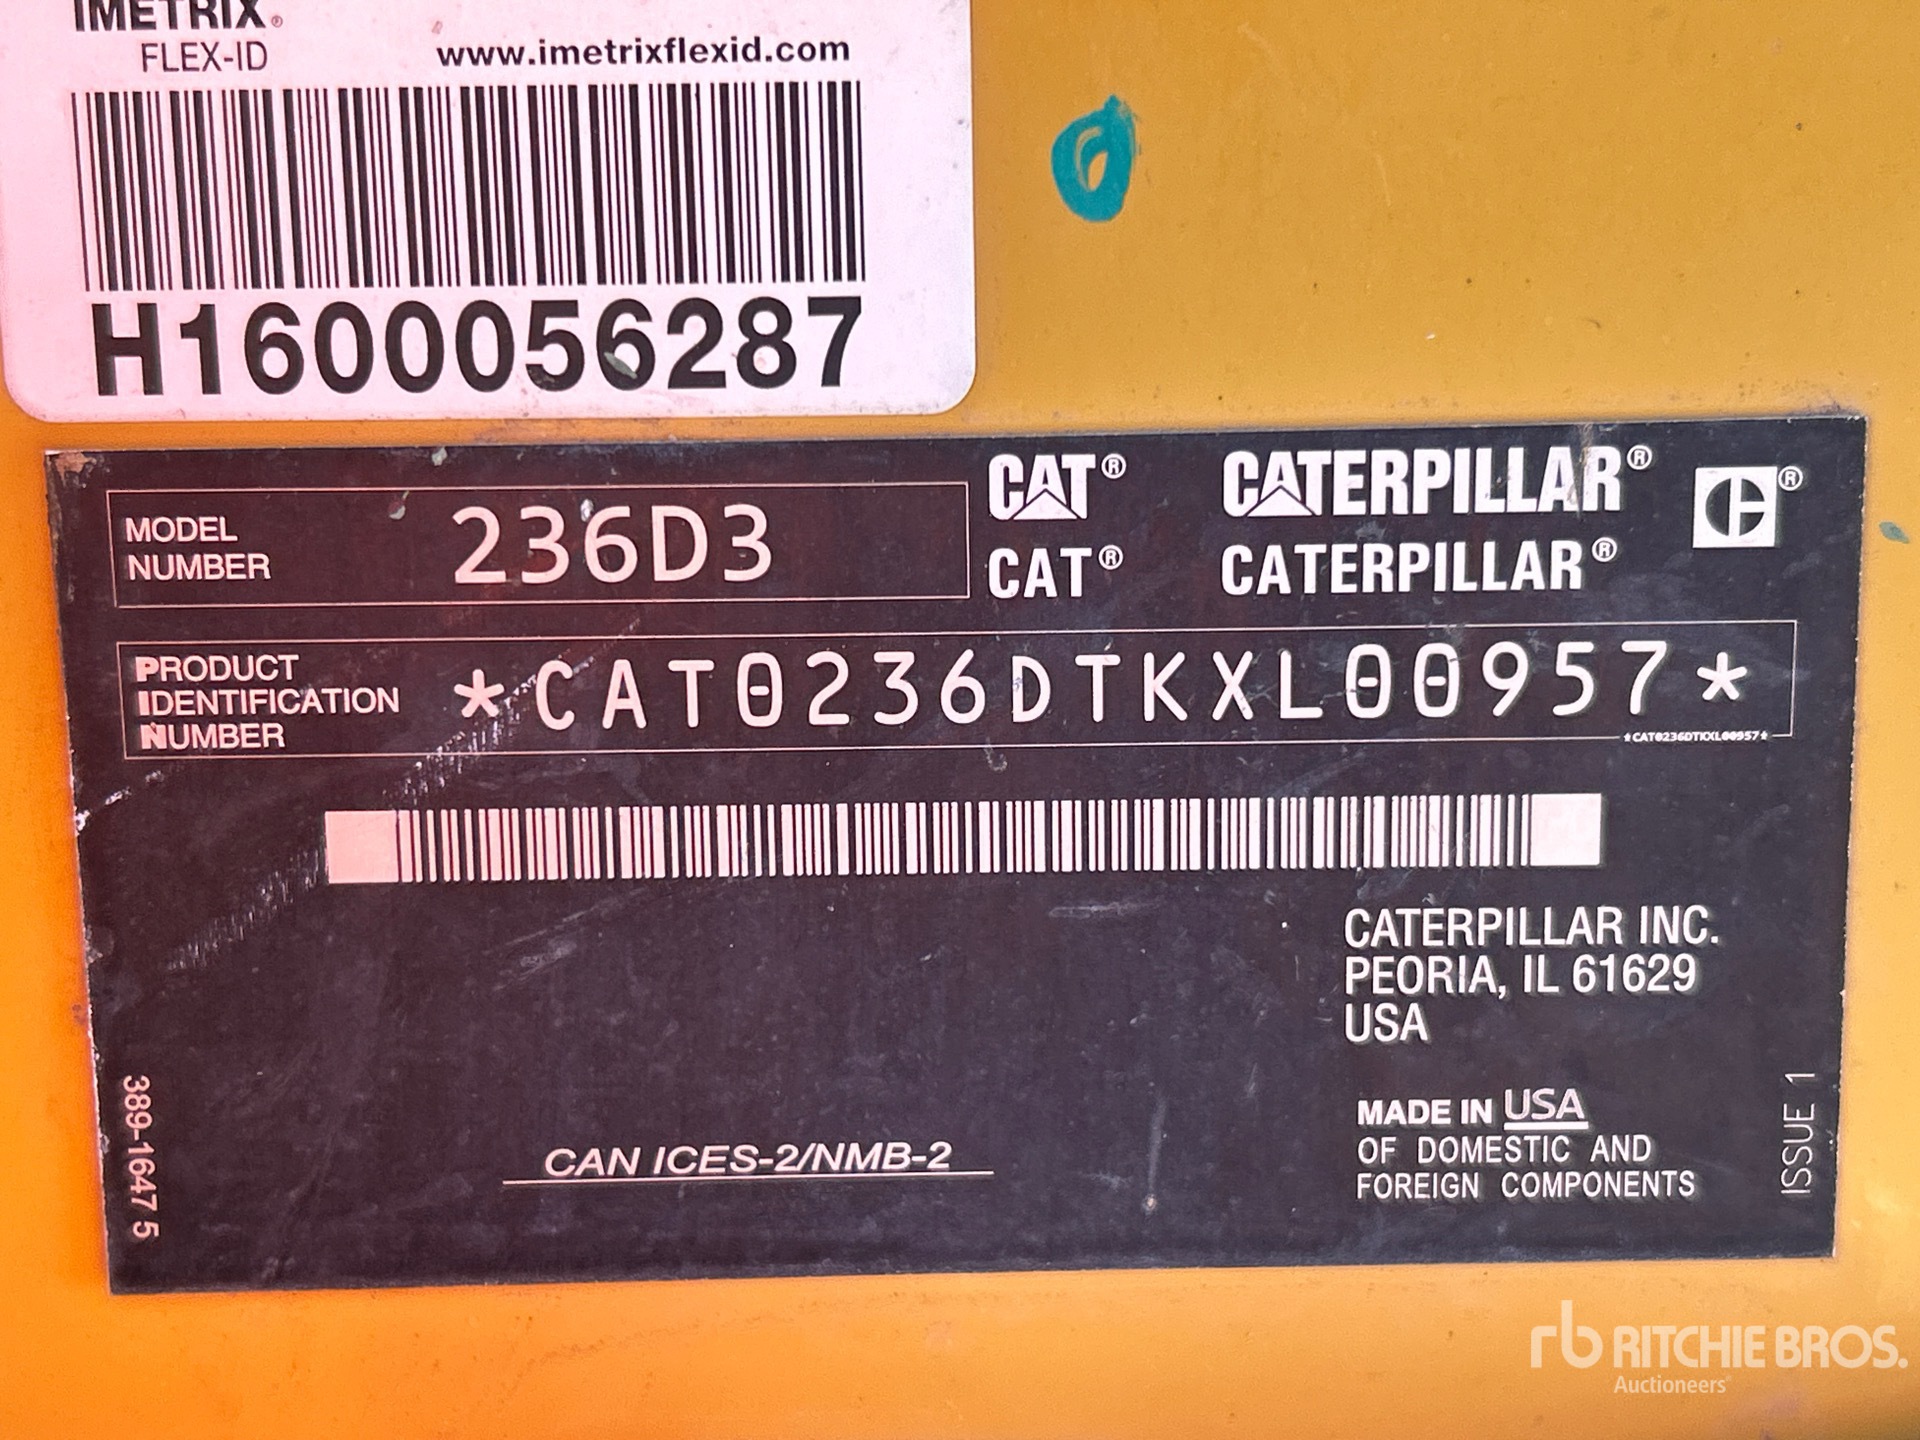 IMETRIX®
FLEX-ID
www.imetrixflexid.com
H1600056287
MODEL NUMBER
236D3
CAT® CATERPILLAR®
CAT® CATERPILLAR®
PRODUCT IDENTIFICATION NUMBER
*CAT0236DTKXL00957*
*CAT0236DTKXL00957*
CATERPILLAR INC.
PEORIA, IL 61629
USA
MADE IN USA
OF DOMESTIC AND
FOREIGN COMPONENTS
CAN ICES-2/NMB-2
389-1647 5
ISSUE 1
rb RITCHIE BROS.
Auctioneers